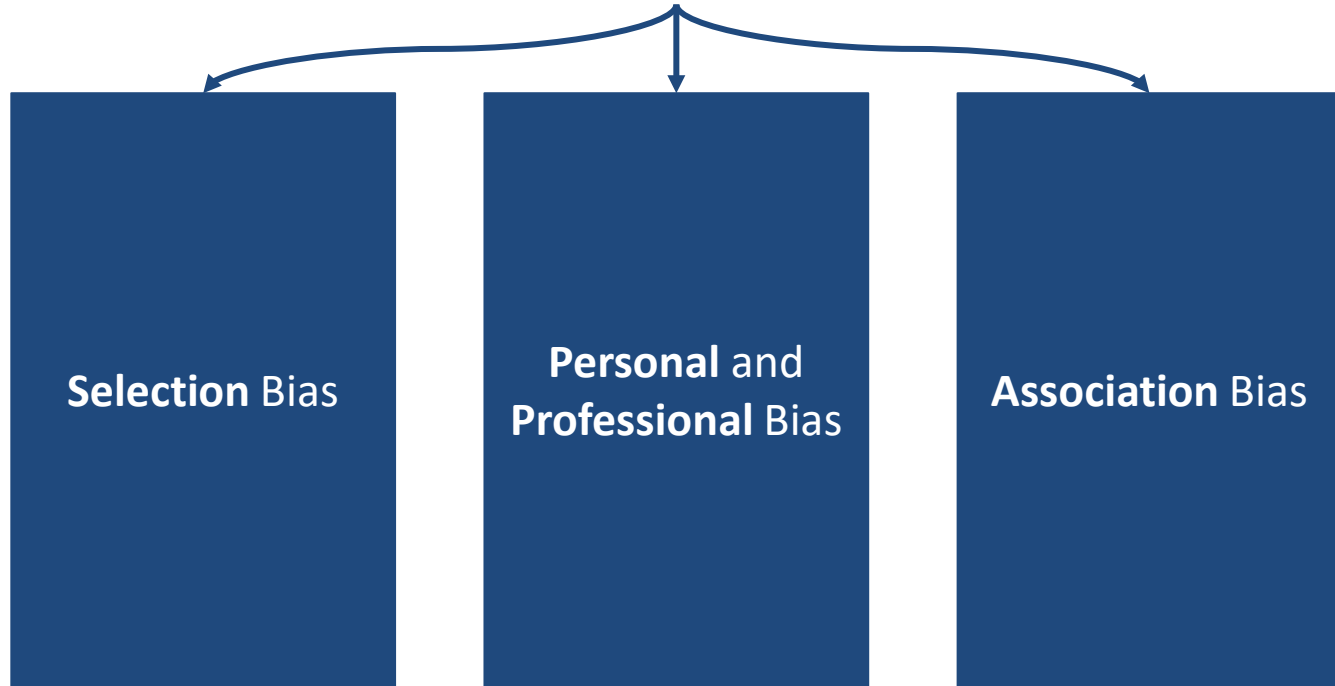 Selection Bias
Personal and
Professional Bias
Association Bias